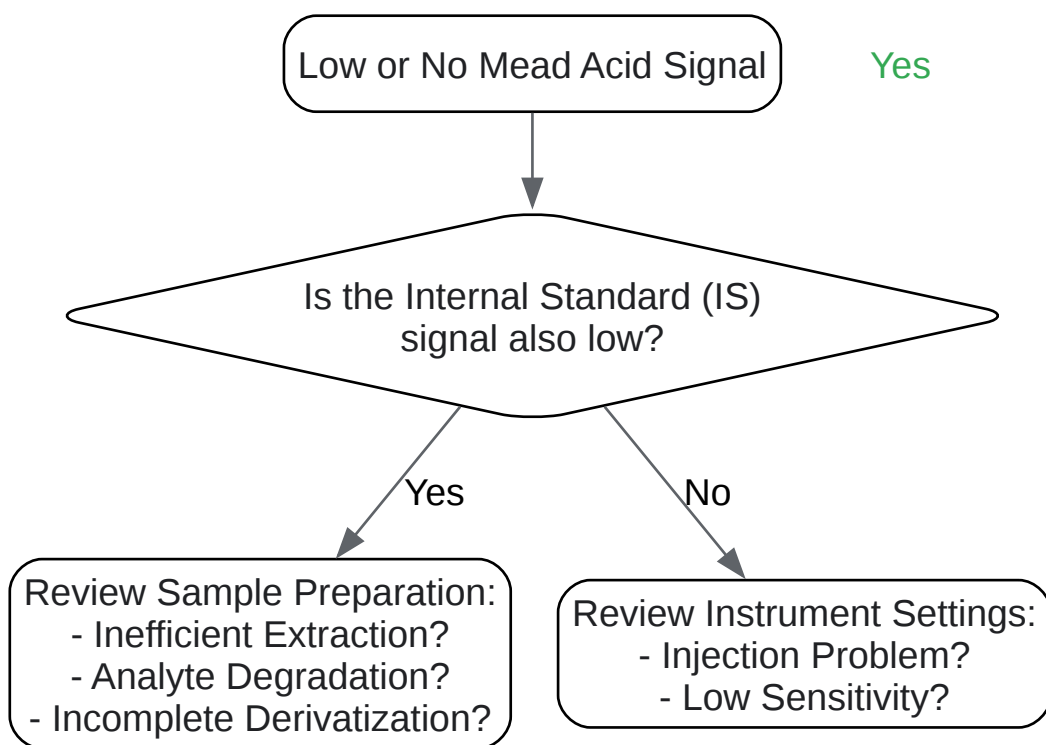 Low or No Mead Acid Signal
Yes
Is the Internal Standard (IS)
signal also low?
Yes
No
Review Sample Preparation:
- Inefficient Extraction?
- Analyte Degradation?
- Incomplete Derivatization?
Review Instrument Settings:
- Injection Problem?
- Low Sensitivity?